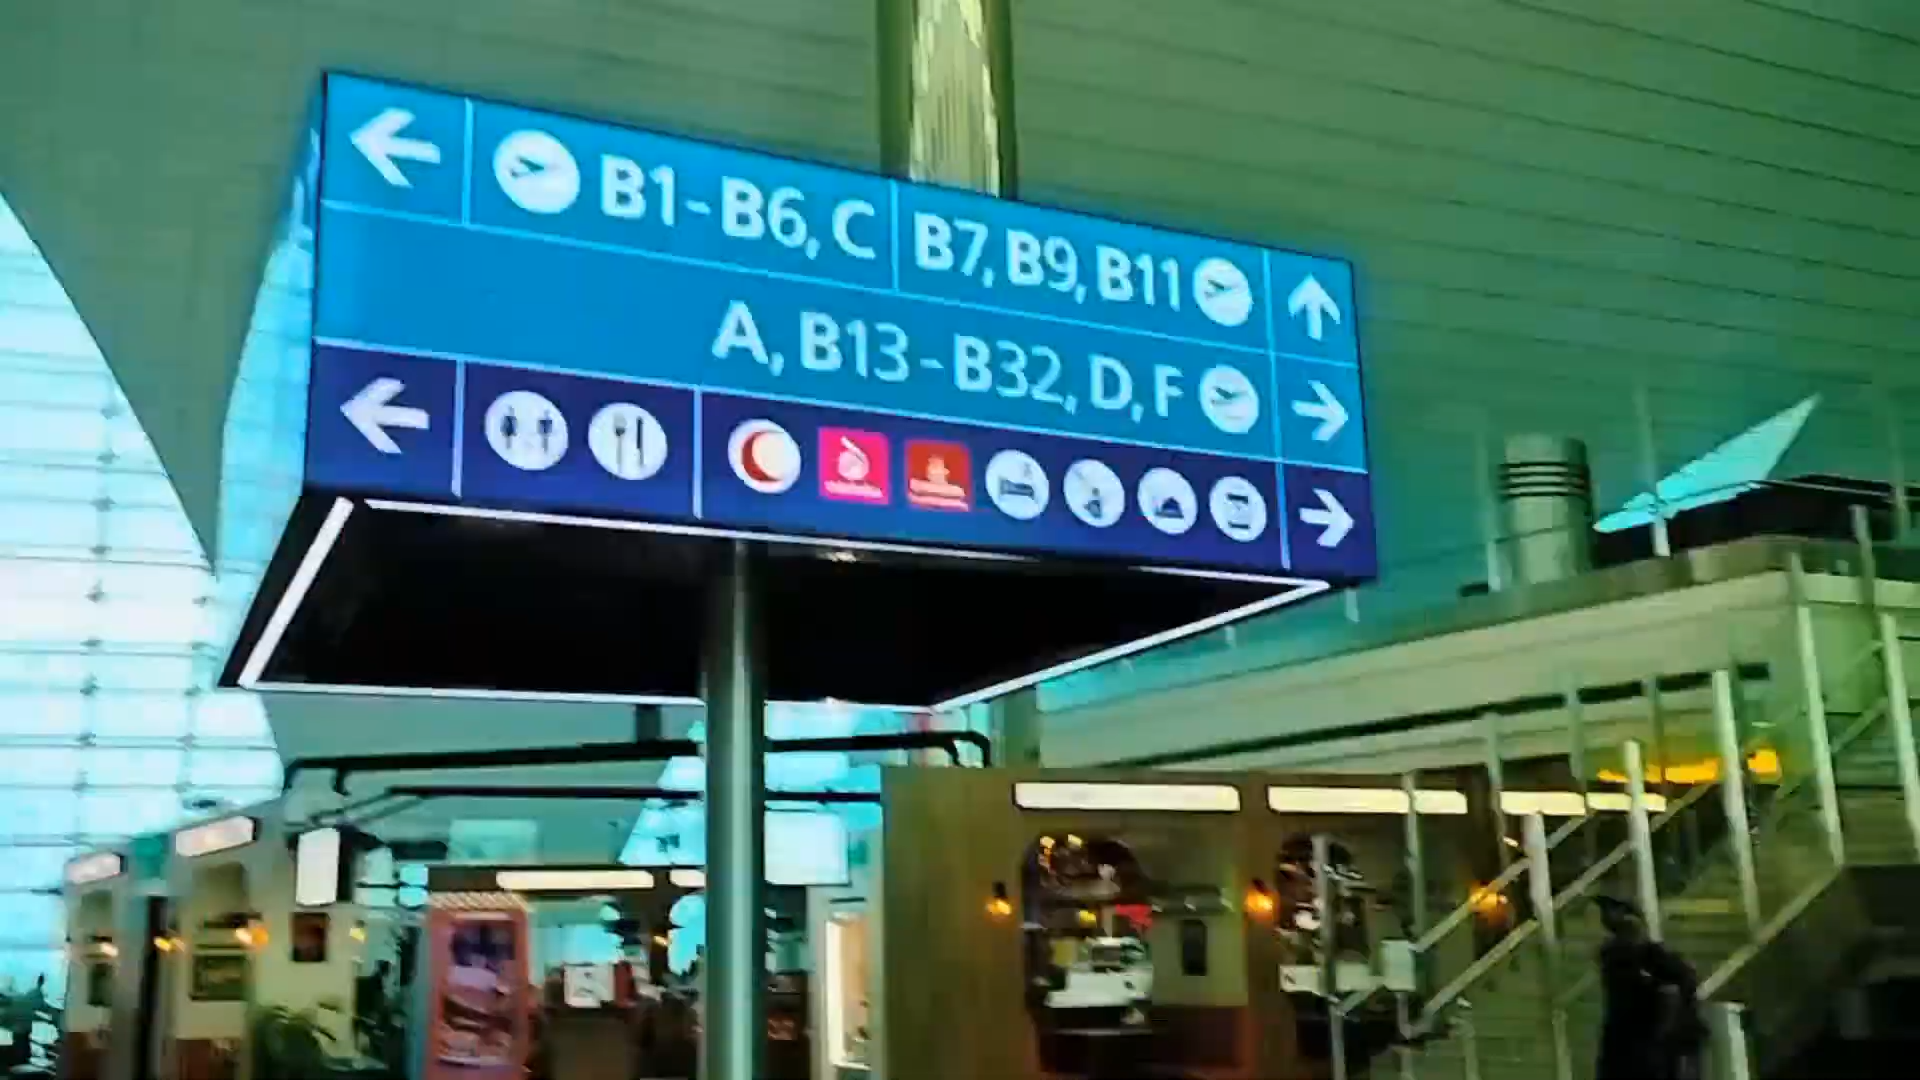 B1-B6, C
B7, B9, B11
A, B13-B32, D, F